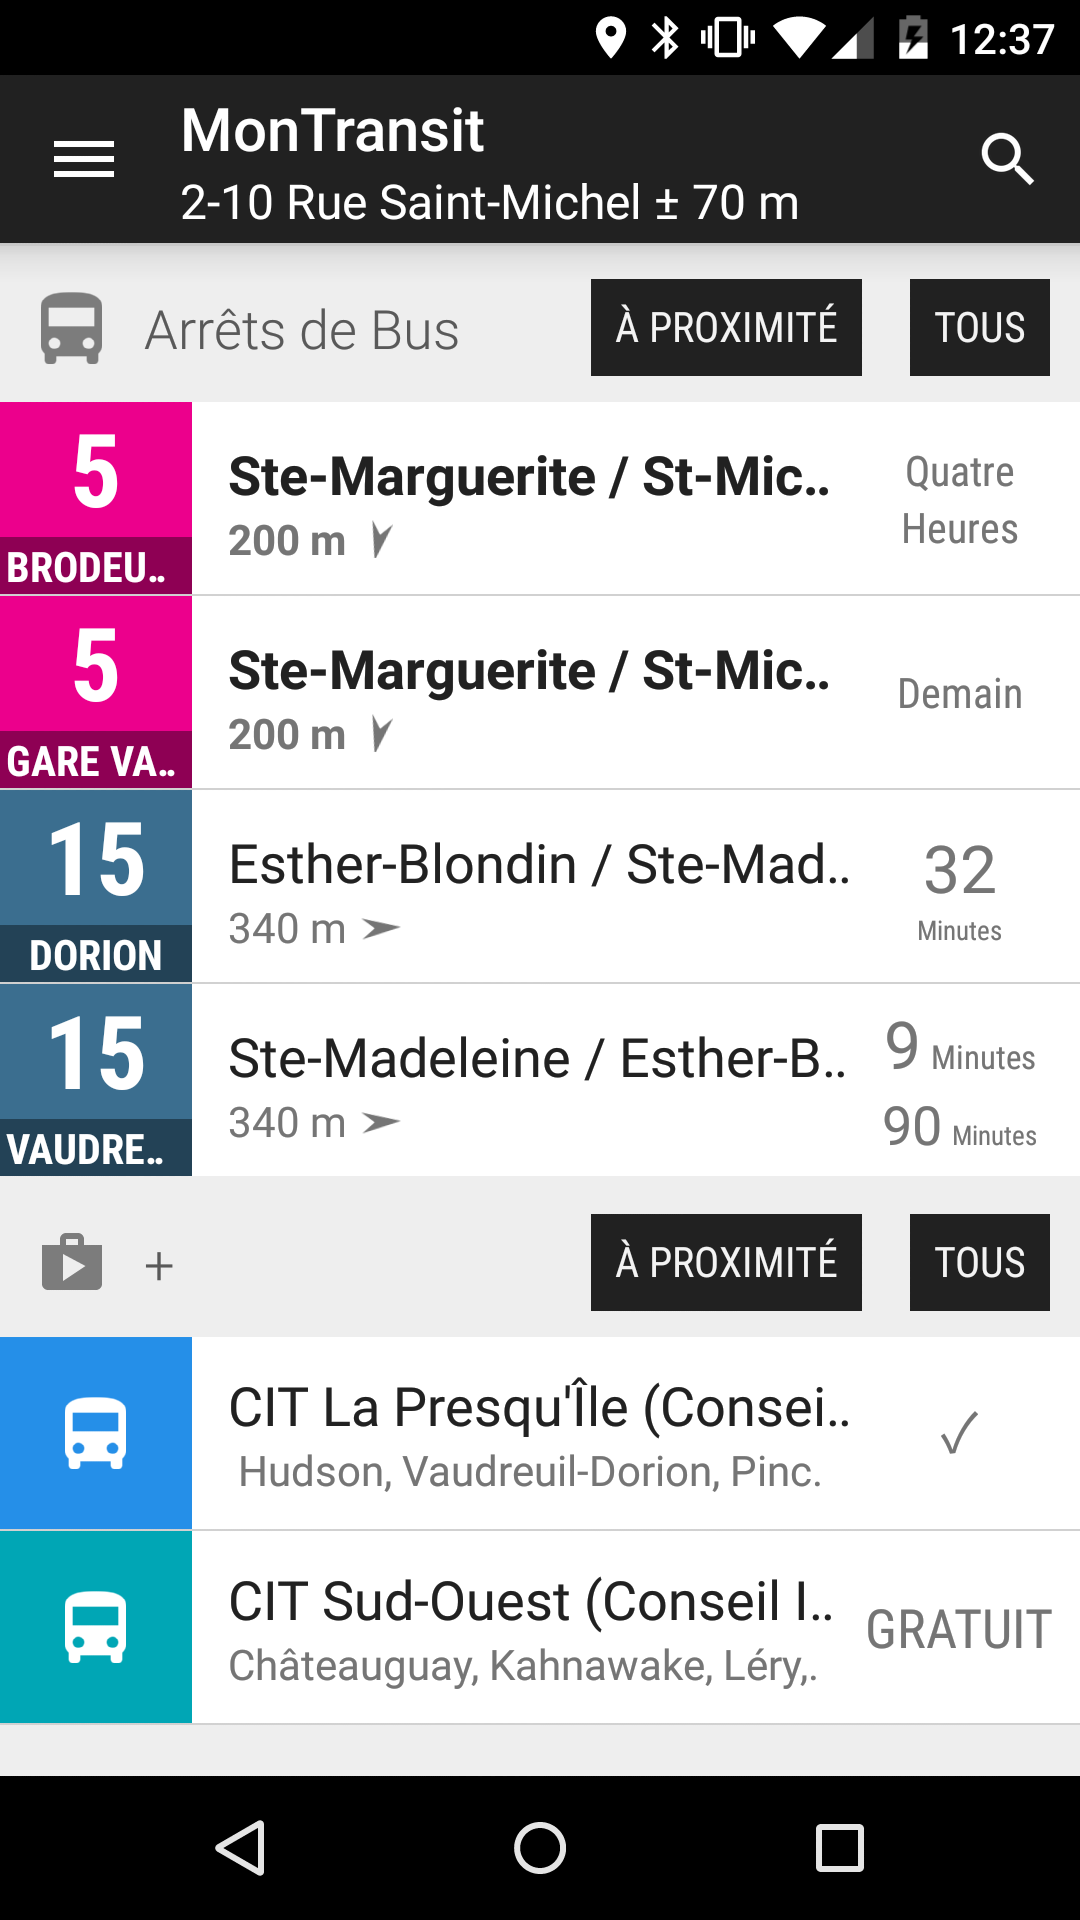 12:37
MonTransit
2-10 Rue Saint-Michel ± 70 m
Arrêts de Bus
À PROXIMITÉ
TOUS
5
BRODEU..
Ste-Marguerite / St-Mic..
200 m
Quatre
Heures
5
GARE VA..
Ste-Marguerite / St-Mic..
200 m
Demain
15
DORION
Esther-Blondin / Ste-Mad..
340 m
32
Minutes
15
VAUDRE..
Ste-Madeleine / Esther-B..
340 m
9 Minutes
90 Minutes
+
À PROXIMITÉ
TOUS
CIT La Presqu'Île (Consei..
Hudson, Vaudreuil-Dorion, Pinc.
✓
CIT Sud-Ouest (Conseil I..
Châteauguay, Kahnawake, Léry,.
GRATUIT